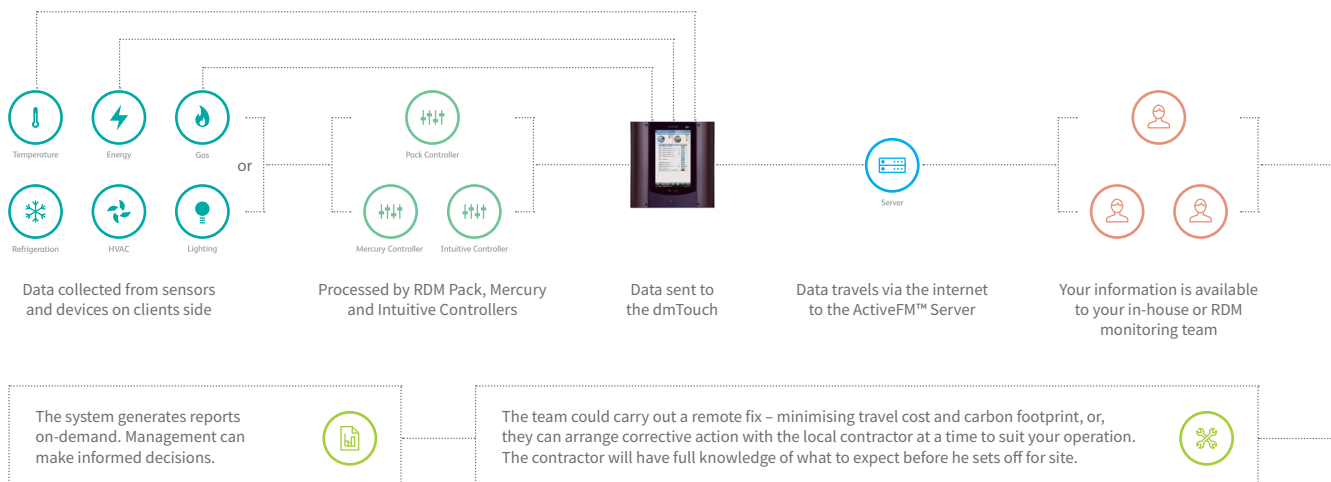 Temperature
Energy
Gas
or
Pack Controller
Server
Refrigeration
HVAC
Lighting
Mercury Controller
Intuitive Controller
Data collected from sensors
and devices on clients side
Processed by RDM Pack, Mercury
and Intuitive Controllers
Data sent to
the dmTouch
Data travels via the internet
to the ActiveFM™ Server
Your information is available
to your in-house or RDM
monitoring team
The system generates reports
on-demand. Management can
make informed decisions.
The team could carry out a remote fix – minimising travel cost and carbon footprint, or,
they can arrange corrective action with the local contractor at a time to suit your operation.
The contractor will have full knowledge of what to expect before he sets off for site.